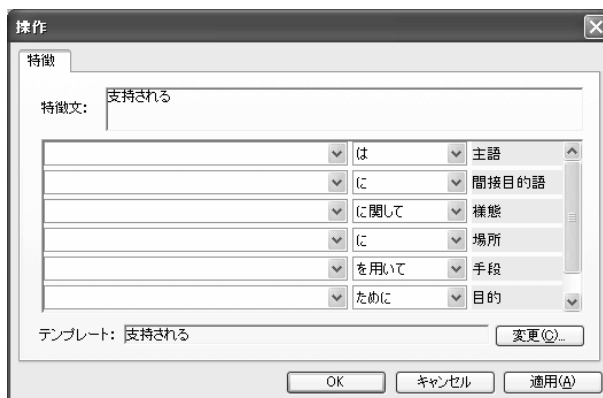 操作
特徴
特徴文: 支持される
は 主語
に 間接目的語
に関して 様態
に 場所
を用いて 手段
ために 目的
テンプレート: 支持される 変更(C)...
OK キャンセル 適用(A)